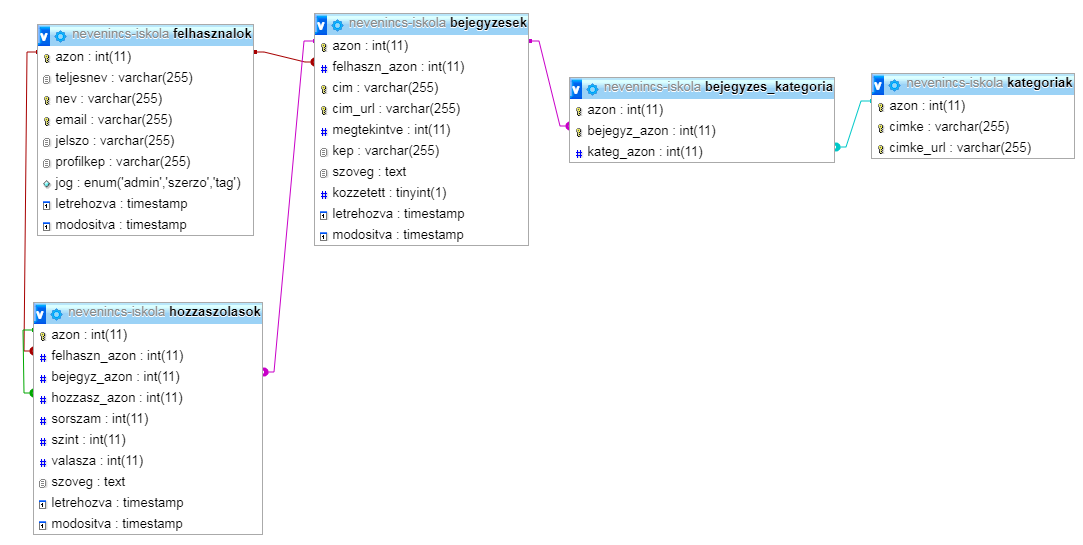 nevenincs-iskola felhasznalok
azon : int(11)
teljesnev : varchar(255)
nev : varchar(255)
email : varchar(255)
jelszo : varchar(255)
profilkep : varchar(255)
jog : enum('admin','szerzo','tag')
letrehozva : timestamp
modositva : timestamp
nevenincs-iskola bejegyzesek
azon : int(11)
felhaszn_azon : int(11)
cim : varchar(255)
cim_url : varchar(255)
megtekintve : int(11)
kep : varchar(255)
szoveg : text
kozzetett : tinyint(1)
letrehozva : timestamp
modositva : timestamp
nevenincs-iskola bejegyzes_kategoria
azon : int(11)
bejegyz_azon : int(11)
kateg_azon : int(11)
nevenincs-iskola kategoriak
azon : int(11)
cimke : varchar(255)
cimke_url : varchar(255)
nevenincs-iskola hozzaszolasok
azon : int(11)
felhaszn_azon : int(11)
bejegyz_azon : int(11)
hozzasz_azon : int(11)
sorszam : int(11)
szint : int(11)
valasza : int(11)
szoveg : text
letrehozva : timestamp
modositva : timestamp